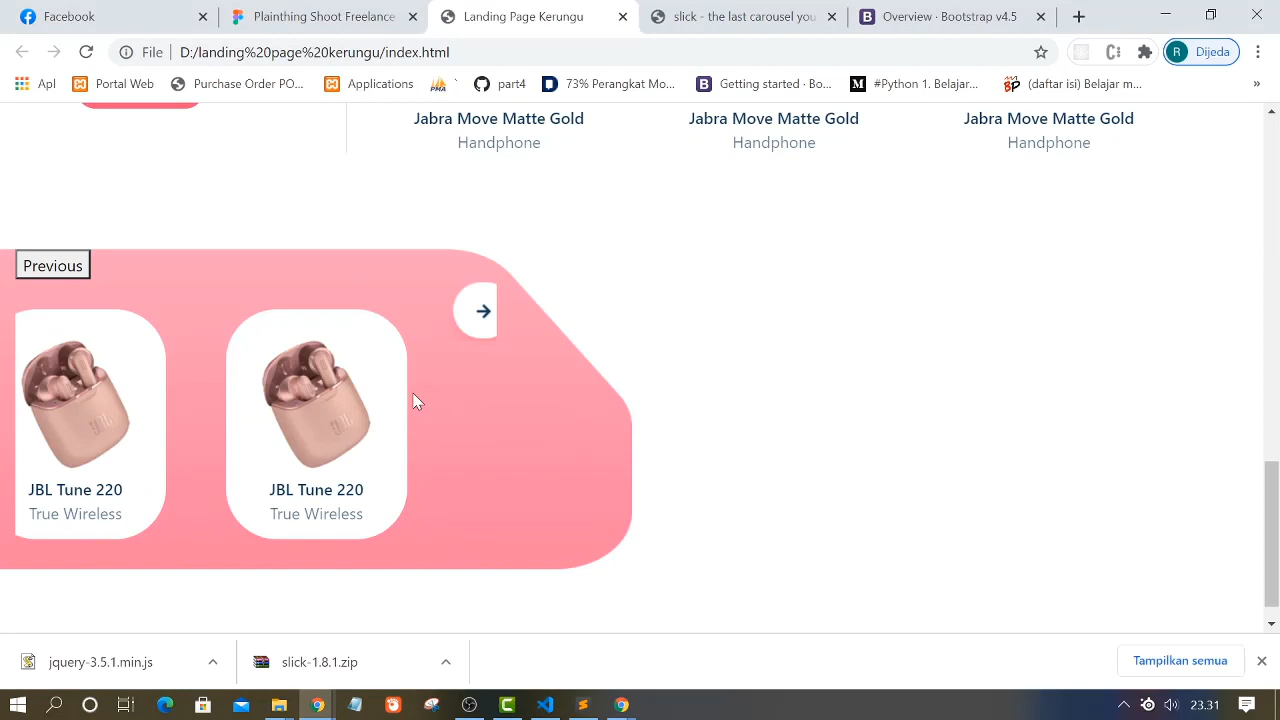 Facebook
Plainthing Shoot Freelance
Landing Page Kerungu
slick - the last carousel you
Overview · Bootstrap v4.5
File
D:/landing%20page%20kerungu/index.html
R
Dijeda
Apl
Portal Web
Purchase Order PO...
PMA
`
Applications
part4
73% Perangkat Mo...
Getting started · Bo...
#Python 1. Belajar...
(daftar isi) Belajar m...
»
Jabra Move Matte Gold
Handphone
Jabra Move Matte Gold
Handphone
Jabra Move Matte Gold
Handphone
Previous
JBL
JBL Tune 220
True Wireless
JBL
JBL Tune 220
True Wireless
jquery-3.5.1.min.js
slick-1.8.1.zip
Tampilkan semua
23.31